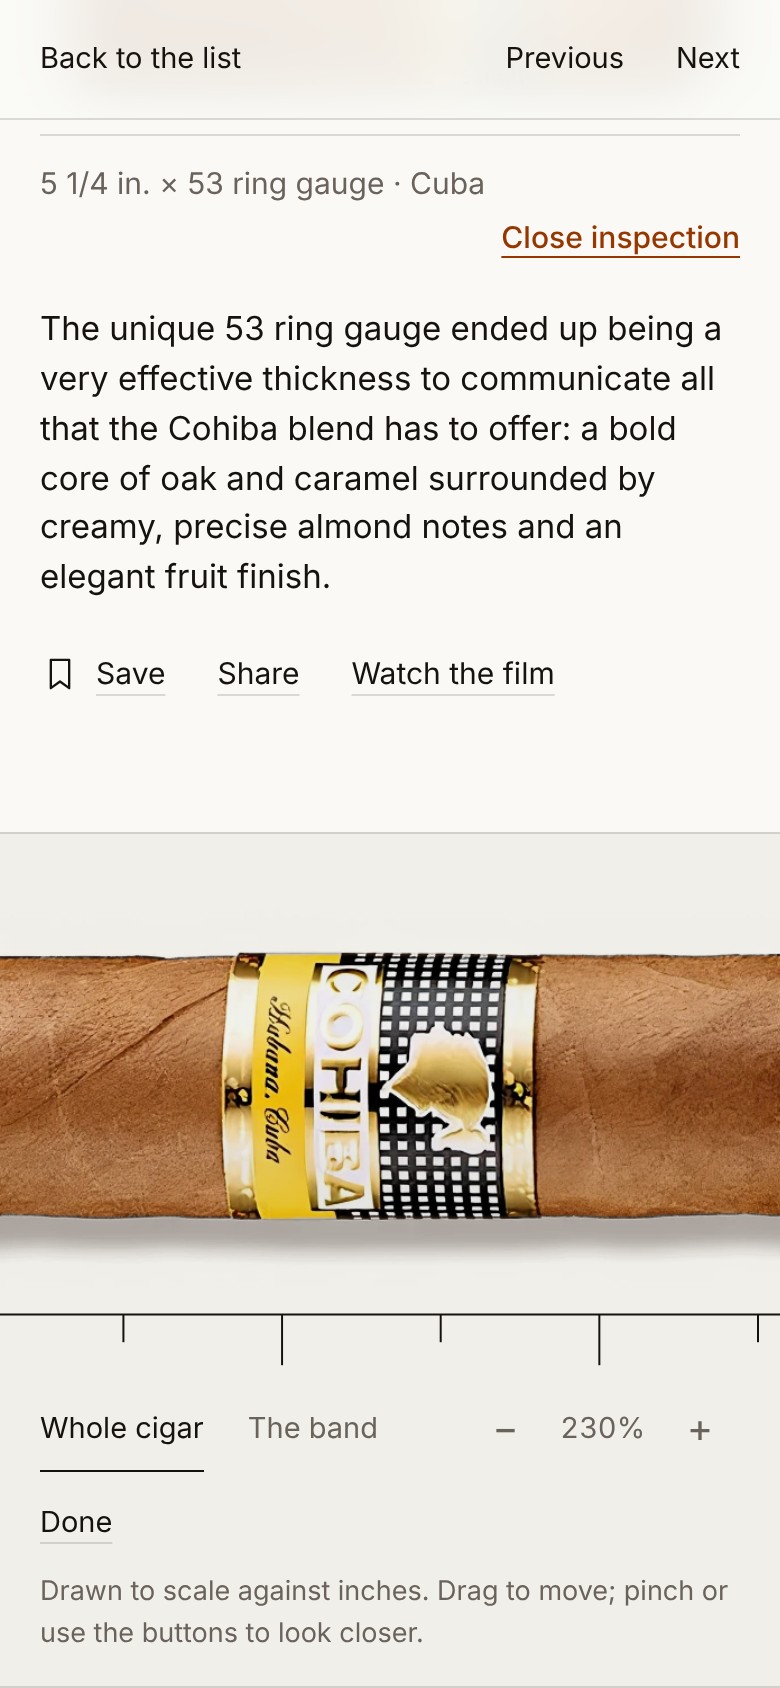 Back to the list
Previous
Next
5 1/4 in. × 53 ring gauge · Cuba
Close inspection
The unique 53 ring gauge ended up being a
very effective thickness to communicate all
that the Cohiba blend has to offer: a bold
core of oak and caramel surrounded by
creamy, precise almond notes and an
elegant fruit finish.
Save
Share
Watch the film
Habana, Cuba
COHIBA
Whole cigar
The band
− 230% +
Done
Drawn to scale against inches. Drag to move; pinch or
use the buttons to look closer.